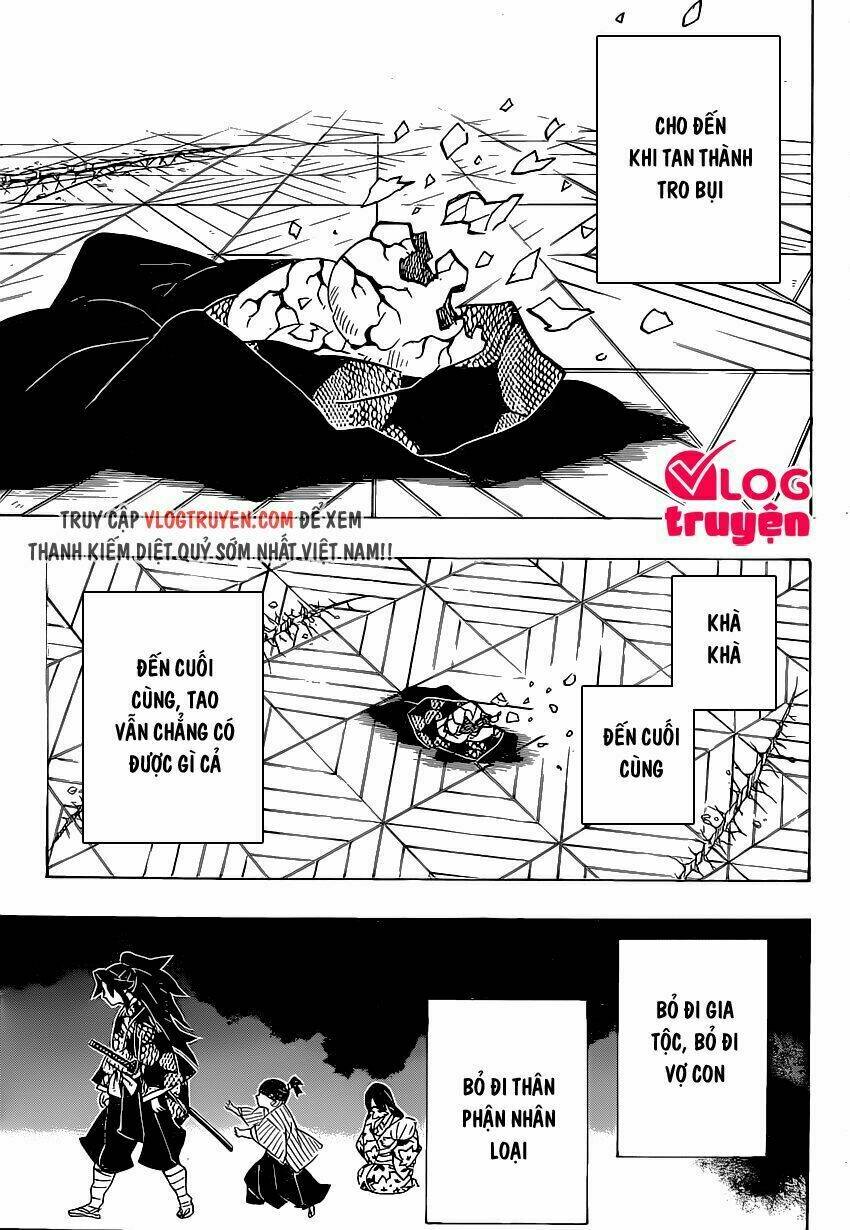 CHO ĐẾN
KHI TAN THÀNH
TRO BỤI
VLOG
truyện
TRUY CẬP VLOGTRUYEN.COM ĐỂ XEM
THANH KIẾM DIỆT QUỶ SỚM NHẤT VIỆT NAM!!
KHÀ
KHÀ
ĐẾN CUỐI
CÙNG
ĐẾN CUỐI
CÙNG, TAO
VẪN CHẲNG CÓ
ĐƯỢC GÌ CẢ
BỎ ĐI GIA
TỘC, BỎ ĐI
VỢ CON
BỎ ĐI THÂN
PHẬN NHÂN
LOẠI